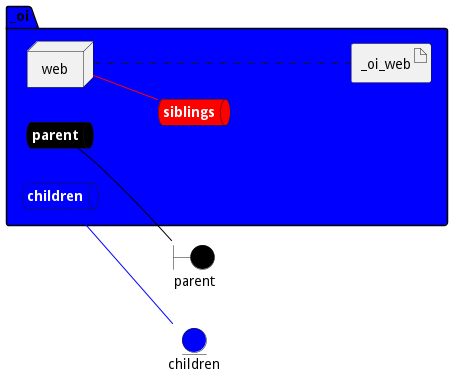 _oi
web
_oi_web
siblings
parent
children
parent
children